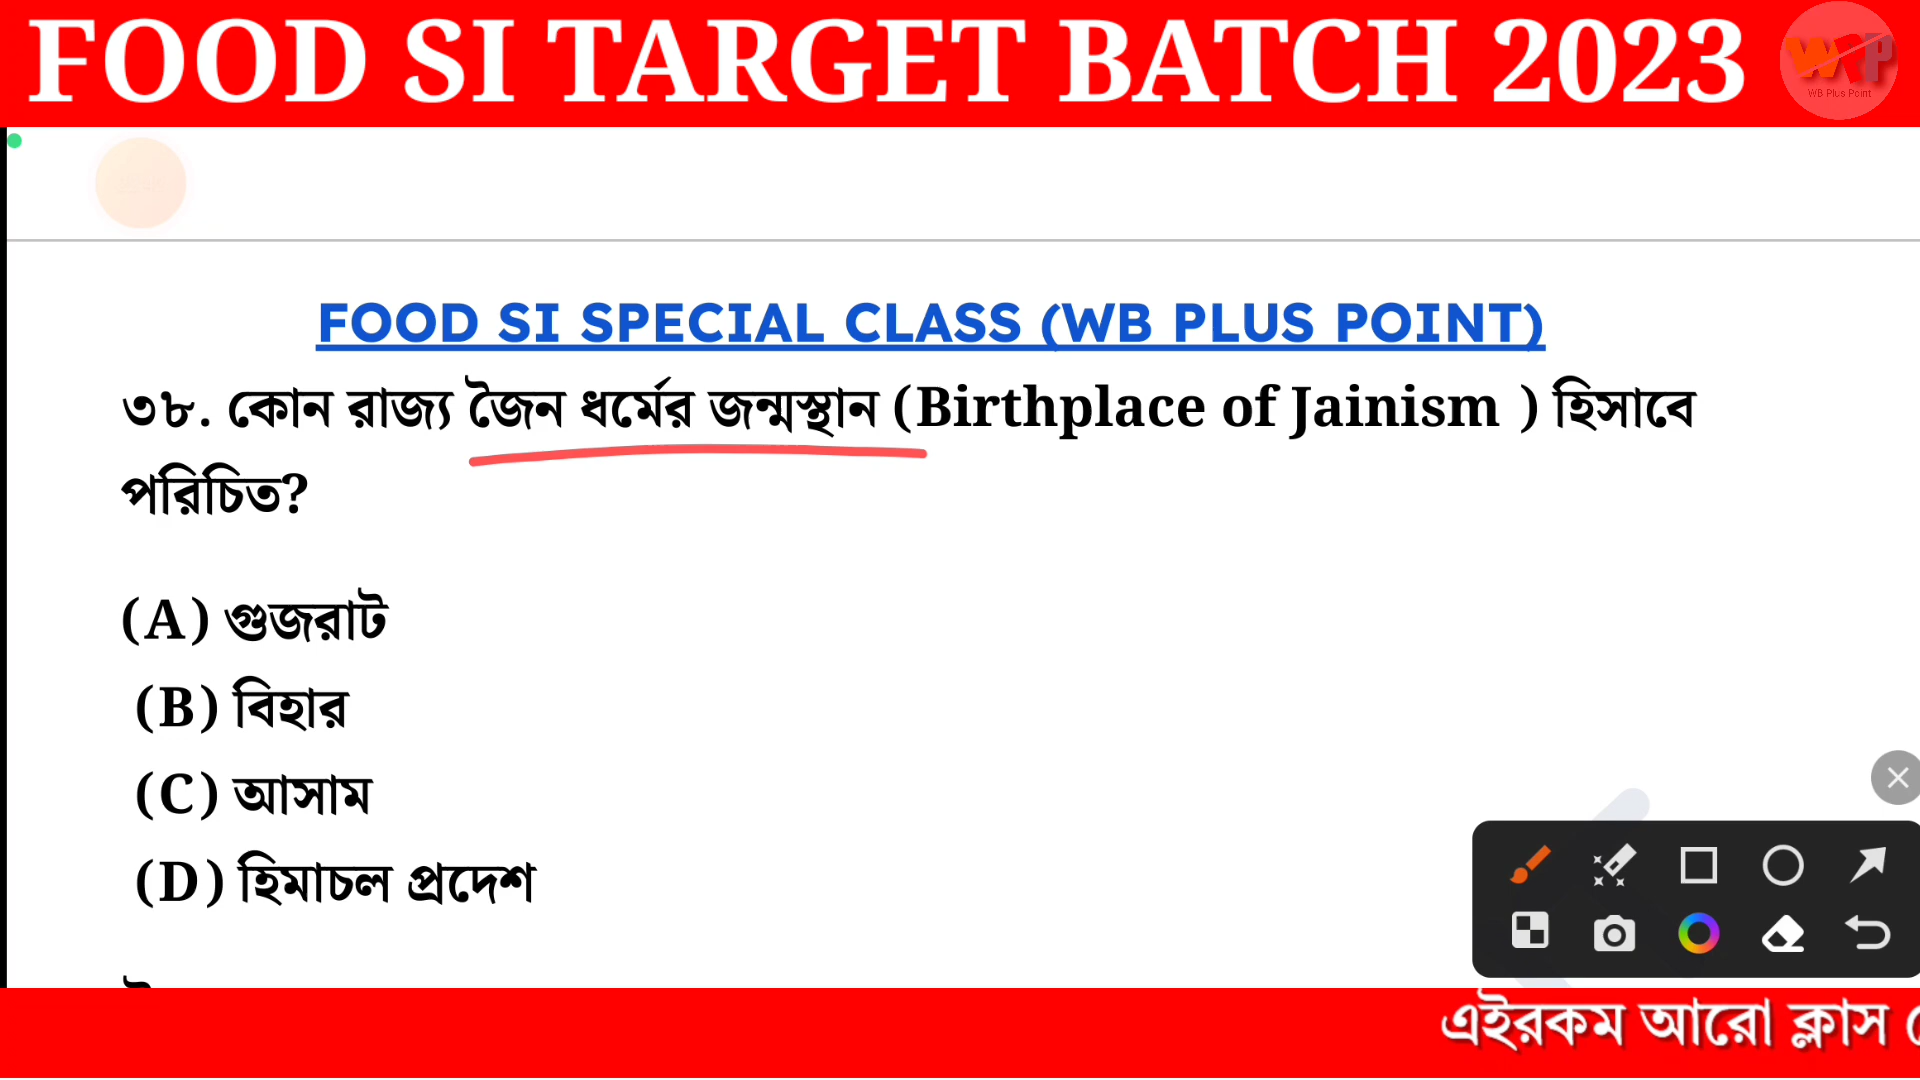 FOOD SI TARGET BATCH 2023
WB Plus Point
FOOD SI SPECIAL CLASS (WB PLUS POINT)
৩৮. কোন রাজ্য জৈন ধর্মের জন্মস্থান (Birthplace of Jainism ) হিসাবে
পরিচিত?
(A) গুজরাট
(B) বিহার
(C) আসাম
(D) হিমাচল প্রদেশ
এইরকম আরো ক্লাস